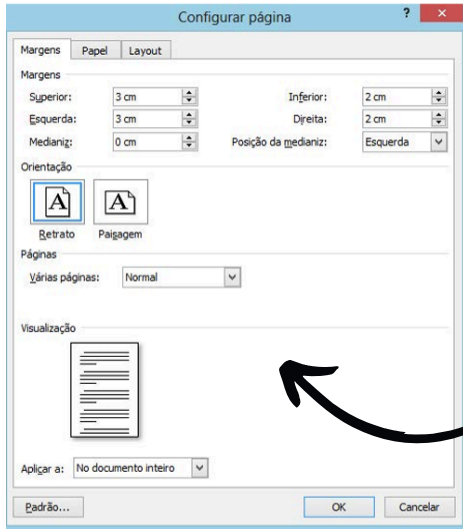 Configurar página
? ×
Margens Papel Layout
Margens
Superior: 3 cm Inferior: 2 cm
Esquerda: 3 cm Direita: 2 cm
Medianiz: 0 cm Posição da medianiz: Esquerda
Orientação
A A
Retrato Paisagem
Páginas
Várias páginas: Normal
Visualização
Aplicar a: No documento inteiro
Padrão... OK Cancelar